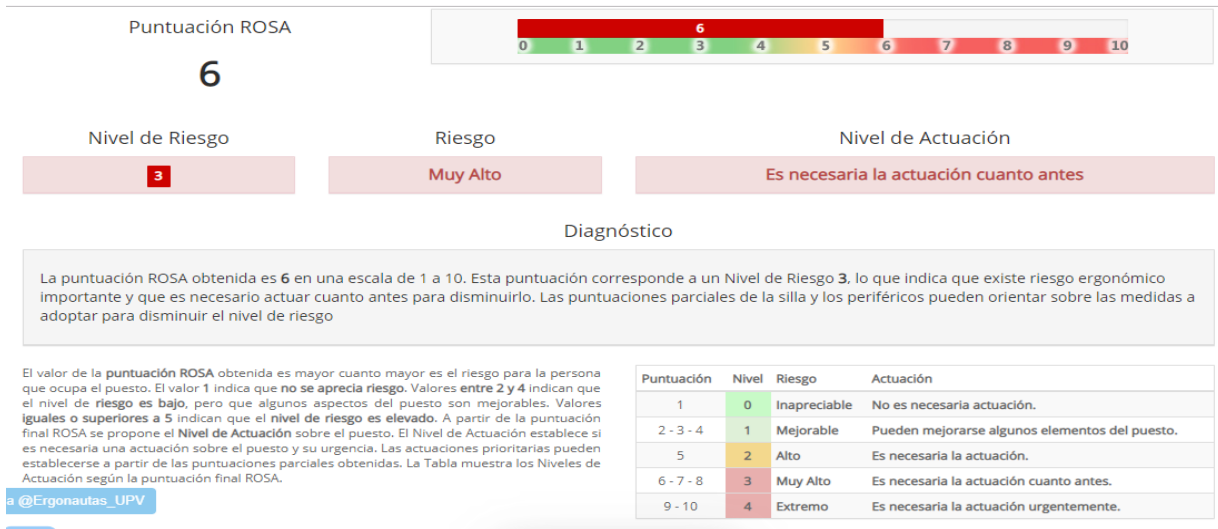 Puntuación ROSA
6
6
0 1 2 3 4 5 6 7 8 9 10
Nivel de Riesgo
Riesgo
Nivel de Actuación
3
Muy Alto
Es necesaria la actuación cuanto antes
Diagnóstico
La puntuación ROSA obtenida es 6 en una escala de 1 a 10. Esta puntuación corresponde a un Nivel de Riesgo 3, lo que indica que existe riesgo ergonómico
importante y que es necesario actuar cuanto antes para disminuirlo. Las puntuaciones parciales de la silla y los periféricos pueden orientar sobre las medidas a
adoptar para disminuir el nivel de riesgo
El valor de la puntuación ROSA obtenida es mayor cuanto mayor es el riesgo para la persona
que ocupa el puesto. El valor 1 indica que no se aprecia riesgo. Valores entre 2 y 4 indican que
el nivel de riesgo es bajo, pero que algunos aspectos del puesto son mejorables. Valores
iguales o superiores a 5 indican que el nivel de riesgo es elevado. A partir de la puntuación
final ROSA se propone el Nivel de Actuación sobre el puesto. El Nivel de Actuación establece si
es necesaria una actuación sobre el puesto y su urgencia. Las actuaciones prioritarias pueden
establecerse a partir de las puntuaciones parciales obtenidas. La Tabla muestra los Niveles de
Actuación según la puntuación final ROSA.
a @Ergonautas_UPV
Puntuación Nivel Riesgo Actuación
1 0 Inapreciable No es necesaria actuación.
2 - 3 - 4 1 Mejorable Pueden mejorarse algunos elementos del puesto.
5 2 Alto Es necesaria la actuación.
6 - 7 - 8 3 Muy Alto Es necesaria la actuación cuanto antes.
9 - 10 4 Extremo Es necesaria la actuación urgentemente.